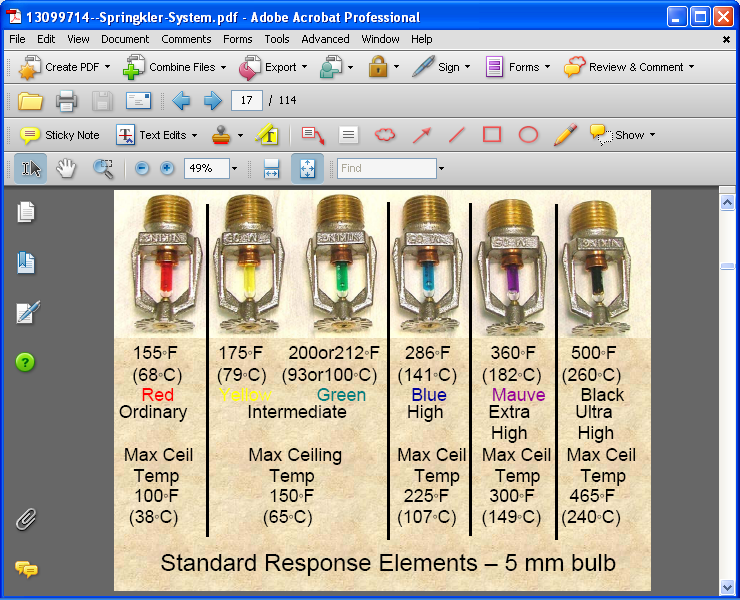 13099714--Springkler-System.pdf - Adobe Acrobat Professional
File Edit View Document Comments Forms Tools Advanced Window Help
Create PDF Combine Files Export Sign Forms Review & Comment
17 / 114
Sticky Note Text Edits Show
49% Find
VIKING VIKING
155°F 175°F 200or212°F 286°F 360°F 500°F
(68°C) (79°C) (93or100°C) (141°C) (182°C) (260°C)
Red Yellow Green Blue Mauve Black
Ordinary Intermediate High Extra High Ultra High
Max Ceil Temp Max Ceiling Temp Max Ceil Temp Max Ceil Temp Max Ceil Temp
100°F 150°F 225°F 300°F 465°F
(38°C) (65°C) (107°C) (149°C) (240°C)
Standard Response Elements – 5 mm bulb